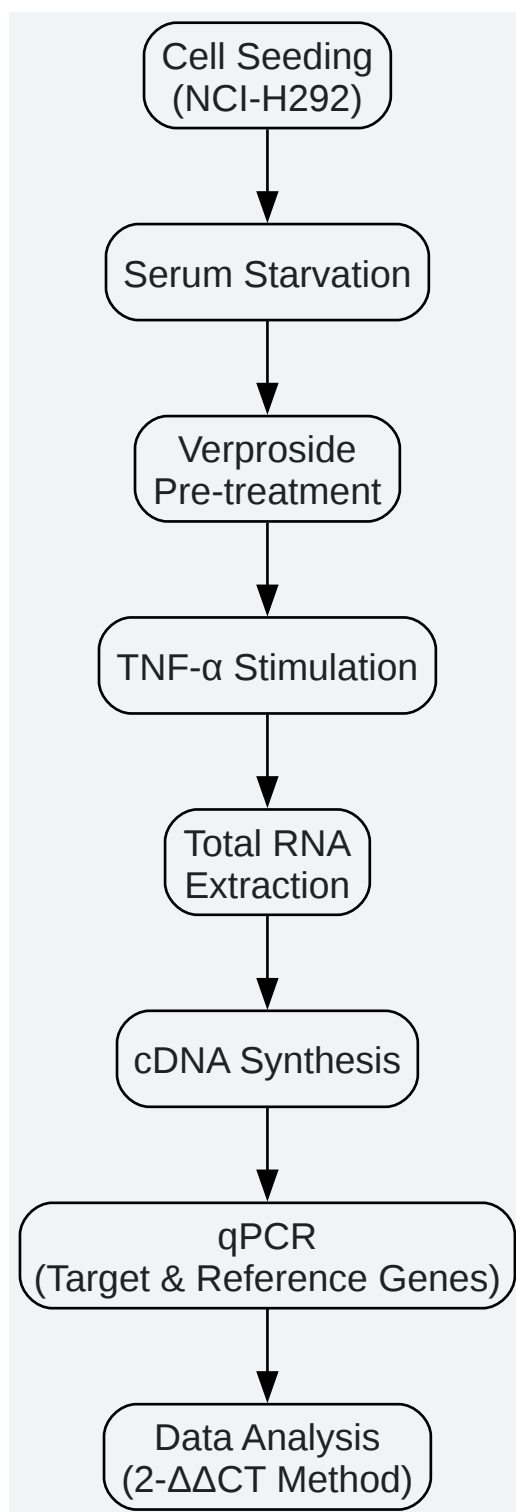 Cell Seeding
(NCI-H292)
Serum Starvation
Verproside
Pre-treatment
TNF-α Stimulation
Total RNA
Extraction
cDNA Synthesis
qPCR
(Target & Reference Genes)
Data Analysis
(2-ΔΔCT Method)